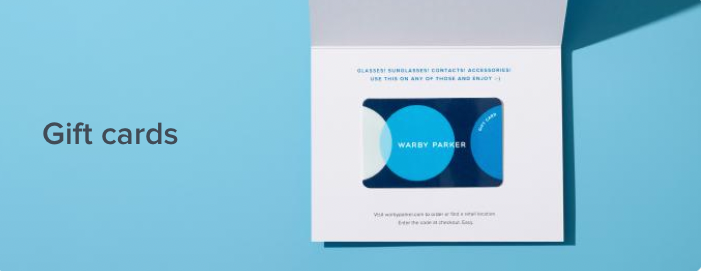 Gift cards
GLASSES! SUNGLASSES! CONTACTS! ACCESSORIES!
USE THIS ON ANY OF THOSE AND ENJOY :-)
GIFT CARD
WARBY PARKER
Visit warbyparker.com to order or find a retail location.
Enter the code at checkout. Easy.